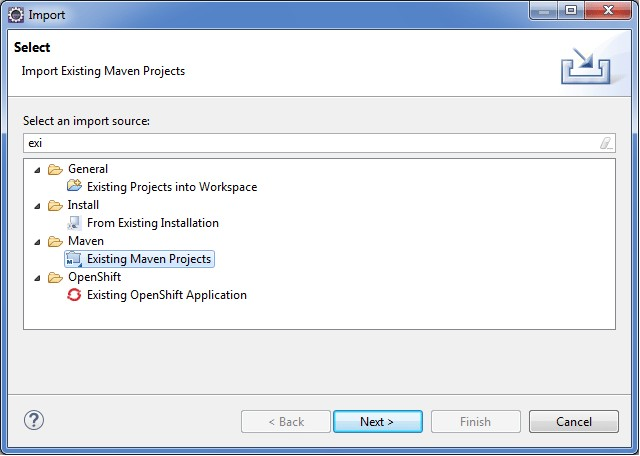 Import
Select
Import Existing Maven Projects
Select an import source:
exi
General
Existing Projects into Workspace
Install
From Existing Installation
Maven
Existing Maven Projects
OpenShift
Existing OpenShift Application
? < Back Next > Finish Cancel